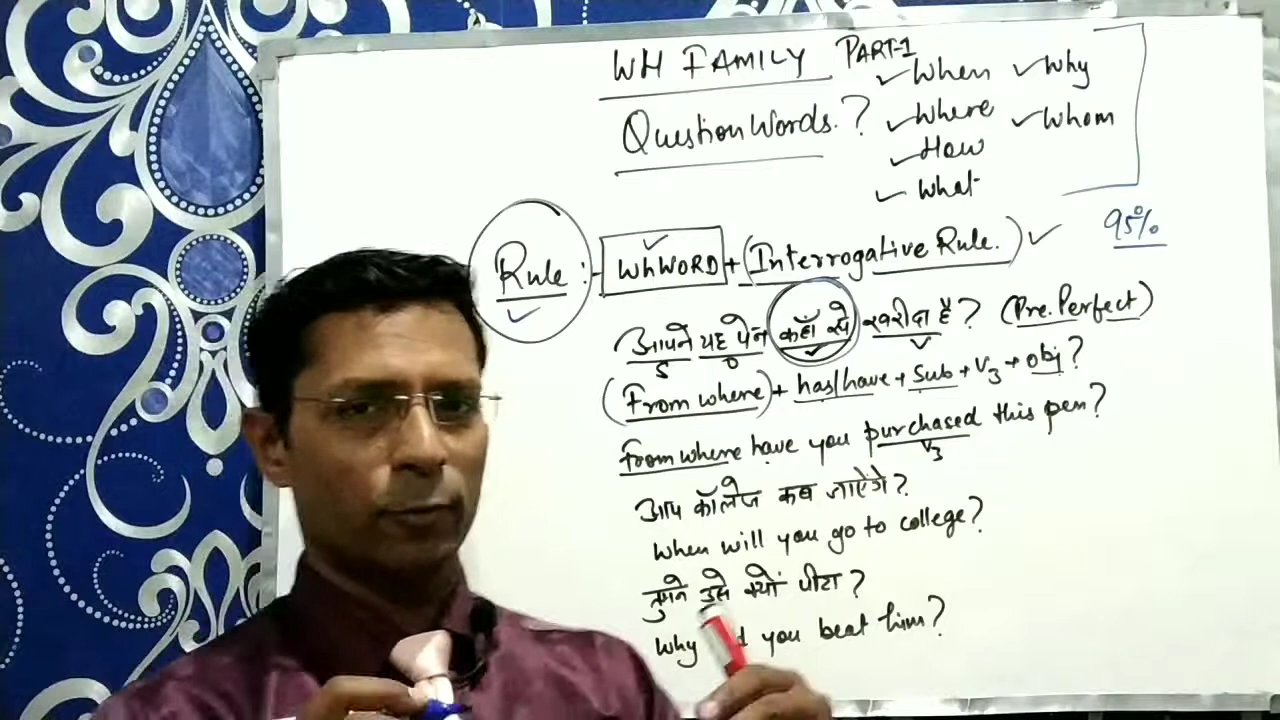 WH FAMILY PART-1
Question Words. ?
✓ When ✓ Why
✓ Where ✓ Whom
✓ How
✓ What
95%
Rule :- WH WORD + (Interrogative Rule.) ✓
आपने यह पेन कहाँ से खरीदा है ? (Pre. Perfect)
S O V
(From where) + has/have + Sub + V3 + obj ?
From where have you purchased this pen?
V3
आप कॉलेज कब जाएंगे ?
When will you go to college?
तुमने उसे क्यों पीटा ?
Why you beat him?